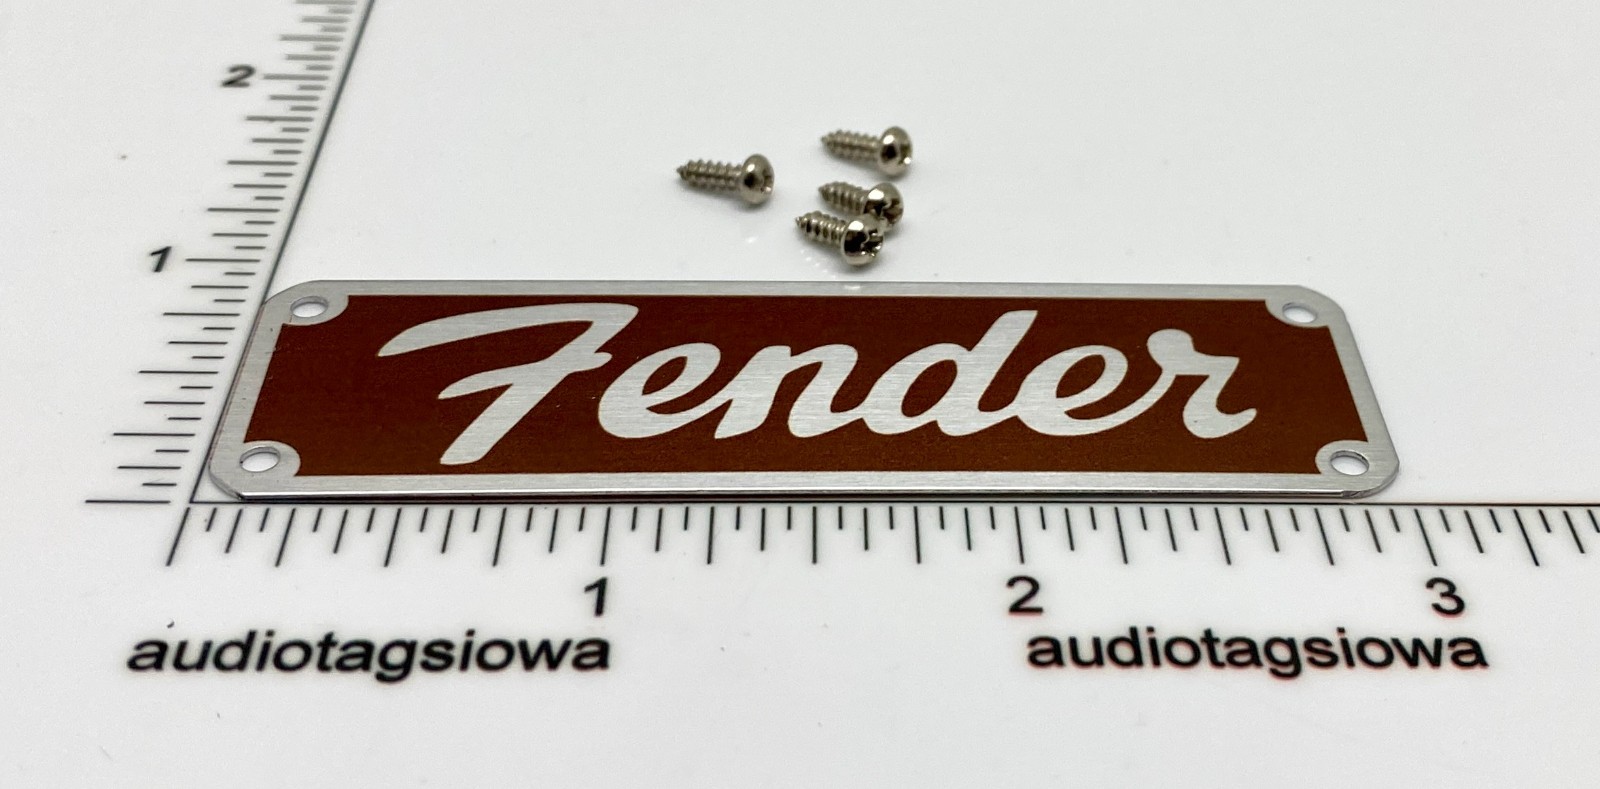 2
1
Fender
1 2 3
audiotagsiowa audiotagsiowa